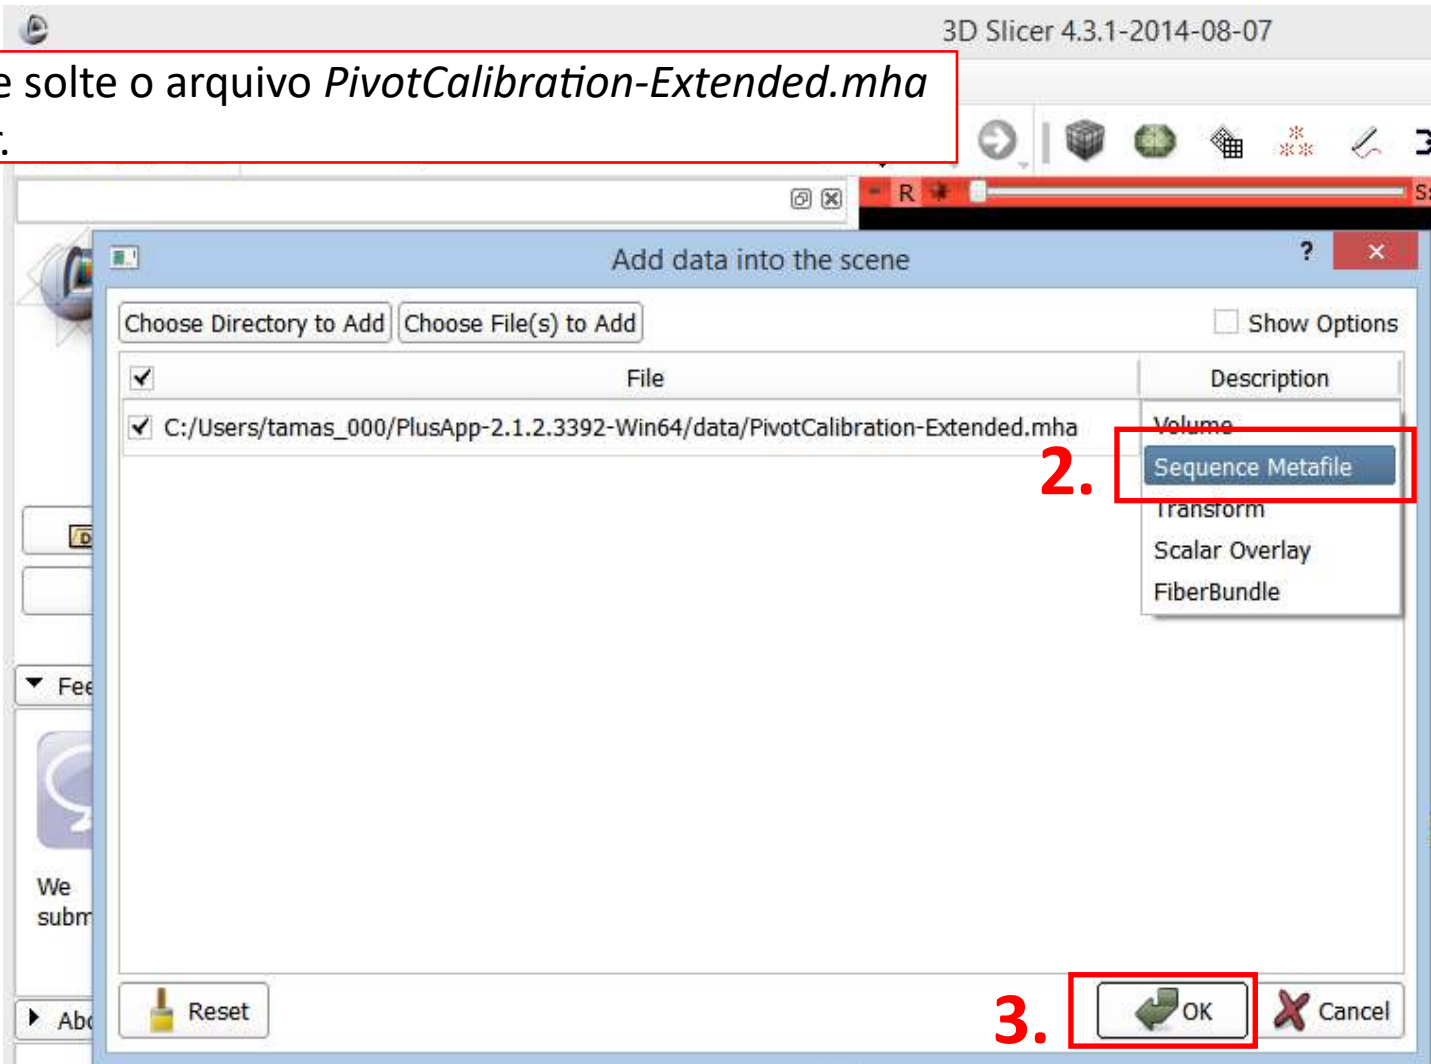 3D Slicer 4.3.1-2014-08-07
e solte o arquivo PivotCalibration-Extended.mha
r.
R
S:
Add data into the scene
?
Choose Directory to Add Choose File(s) to Add Show Options
File Description
C:/Users/tamas_000/PlusApp-2.1.2.3392-Win64/data/PivotCalibration-Extended.mha Volume
2. Sequence Metafile
Transform
Scalar Overlay
FiberBundle
Fee
We
subm
Reset 3. OK Cancel
Abo